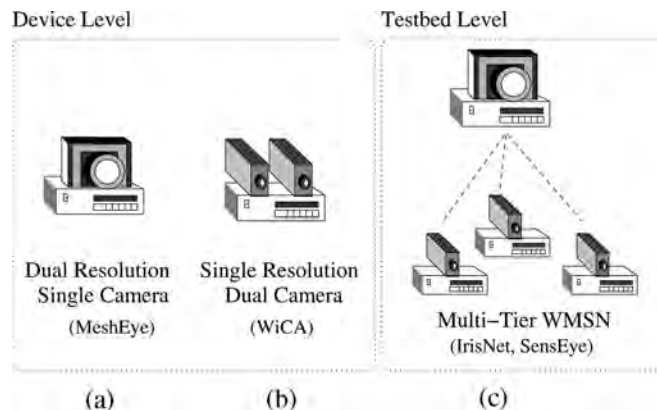 Device Level
Testbed Level
Dual Resolution
Single Camera
(MeshEye)
Single Resolution
Dual Camera
(WiCA)
Multi−Tier WMSN
(IrisNet, SensEye)
(a)
(b)
(c)